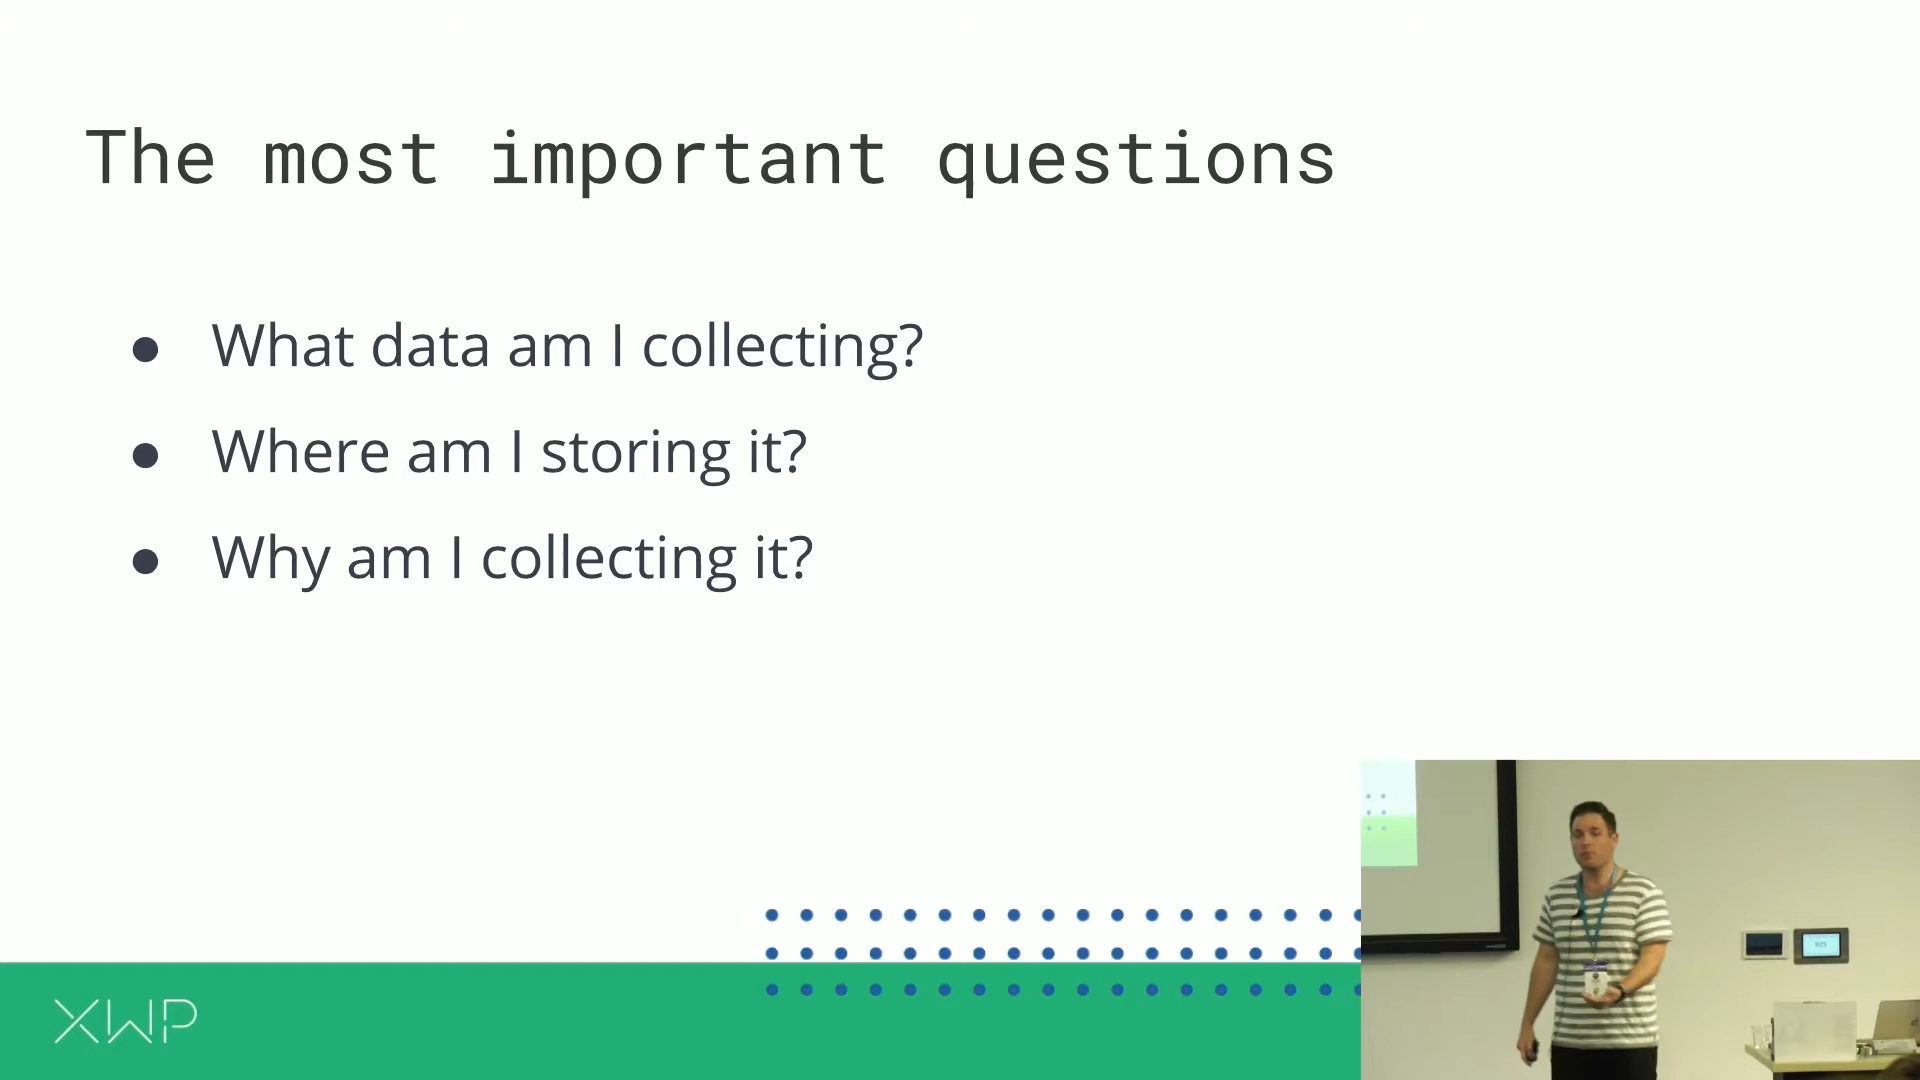 The most important questions
● What data am I collecting?
● Where am I storing it?
● Why am I collecting it?
XWP